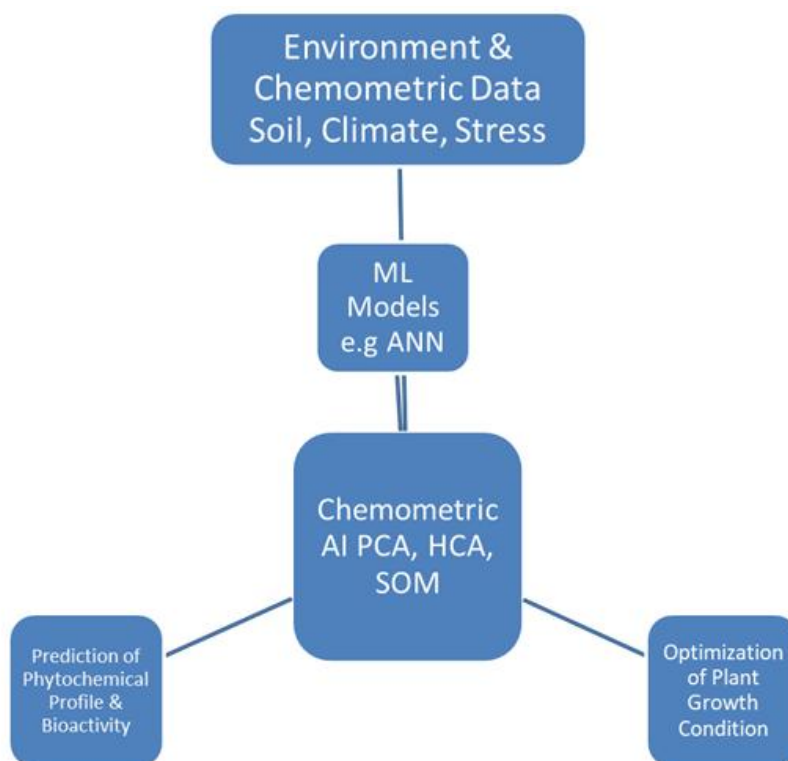 Environment &
Chemometric Data
Soil, Climate, Stress
ML
Models
e.g ANN
Chemometric
AI PCA, HCA,
SOM
Prediction of
Phytochemical
Profile &
Bioactivity
Optimization
of Plant
Growth
Condition